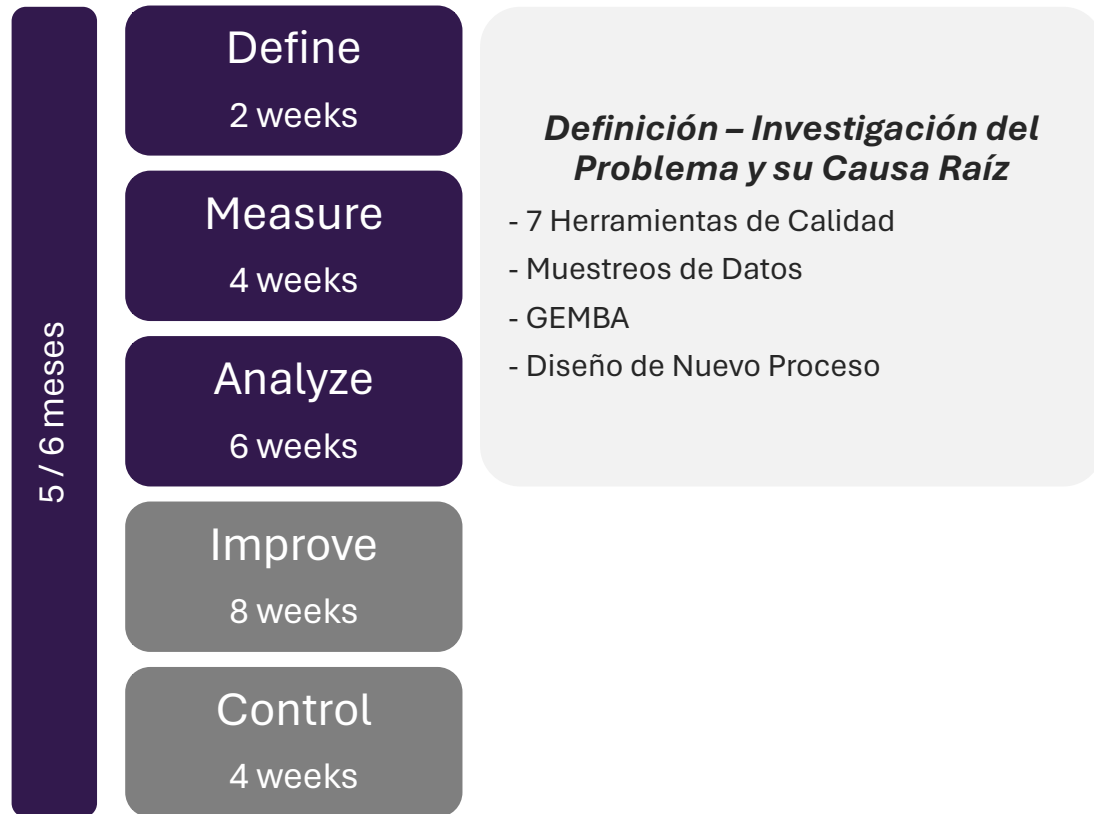 5 / 6 meses
Define
2 weeks
Measure
4 weeks
Analyze
6 weeks
Improve
8 weeks
Control
4 weeks
Definición – Investigación del
Problema y su Causa Raíz
- 7 Herramientas de Calidad
- Muestreos de Datos
- GEMBA
- Diseño de Nuevo Proceso